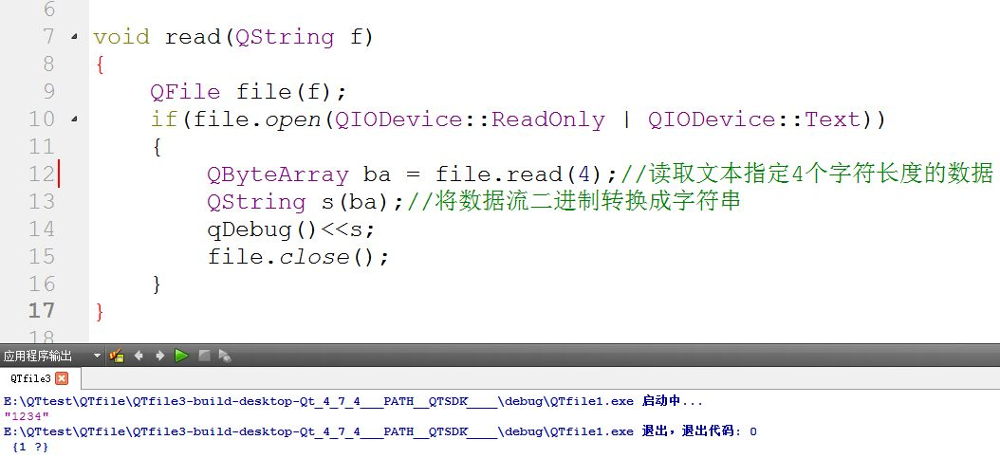 6
7 void read(QString f)
8 {
9 QFile file(f);
10 if(file.open(QIODevice::ReadOnly | QIODevice::Text))
11 {
12 QByteArray ba = file.read(4);//读取文本指定4个字符长度的数据
13 QString s(ba);//将数据流二进制转换成字符串
14 qDebug()<<s;
15 file.close();
16 }
17 }
18
应用程序输出
QTfile3
E:\QTtest\QTfile\QTfile3-build-desktop-Qt_4_7_4___PATH__QTSDK____\debug\QTfile1.exe 启动中...
"1234"
E:\QTtest\QTfile\QTfile3-build-desktop-Qt_4_7_4___PATH__QTSDK____\debug\QTfile1.exe 退出，退出代码: 0
{1 ?}